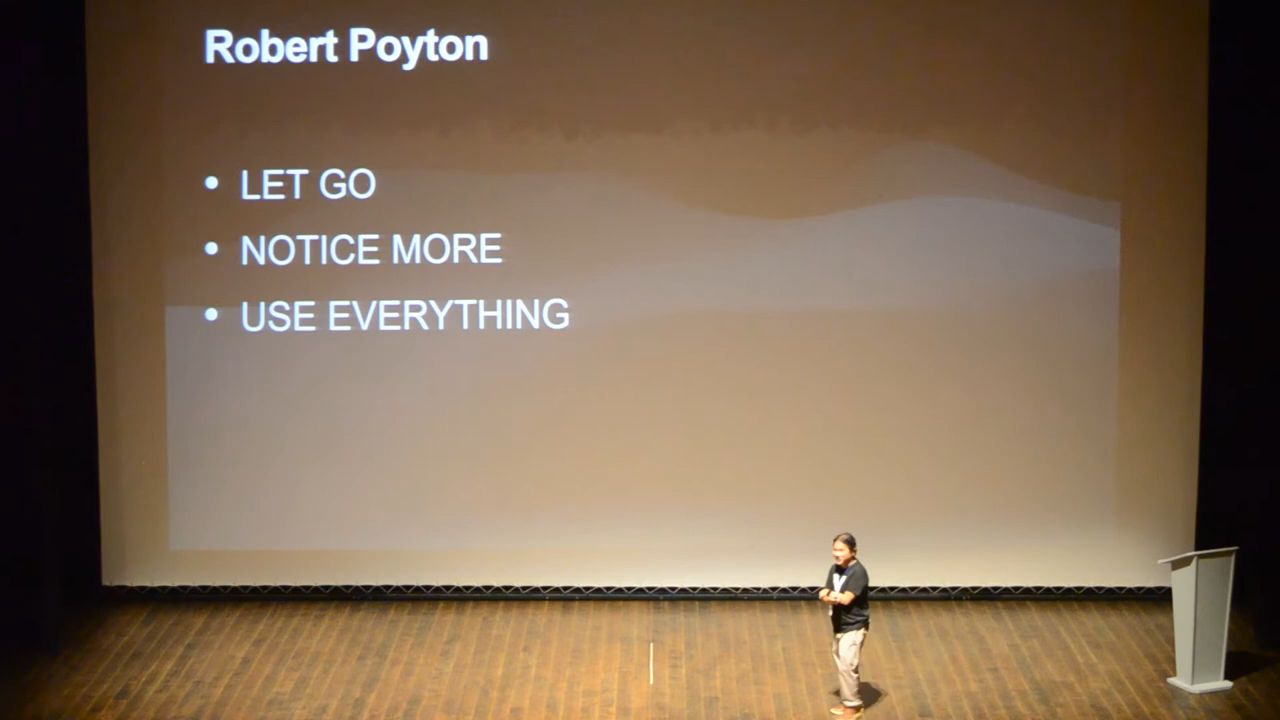 Robert Poyton
• LET GO
• NOTICE MORE
• USE EVERYTHING